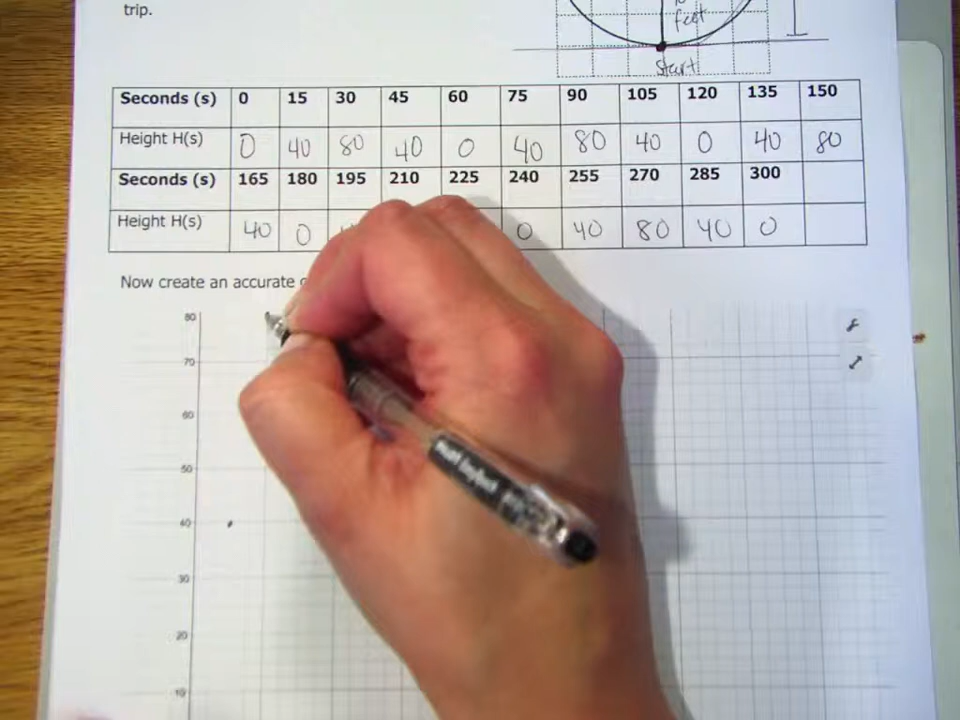 trip.
feet
start
Seconds (s) 0 15 30 45 60 75 90 105 120 135 150
Height H(s) 0 40 80 40 0 40 80 40 0 40 80
Seconds (s) 165 180 195 210 225 240 255 270 285 300
Height H(s) 40 0 0 40 80 40 0
Now create an accurate
80
70
60
50
40
30
20
10